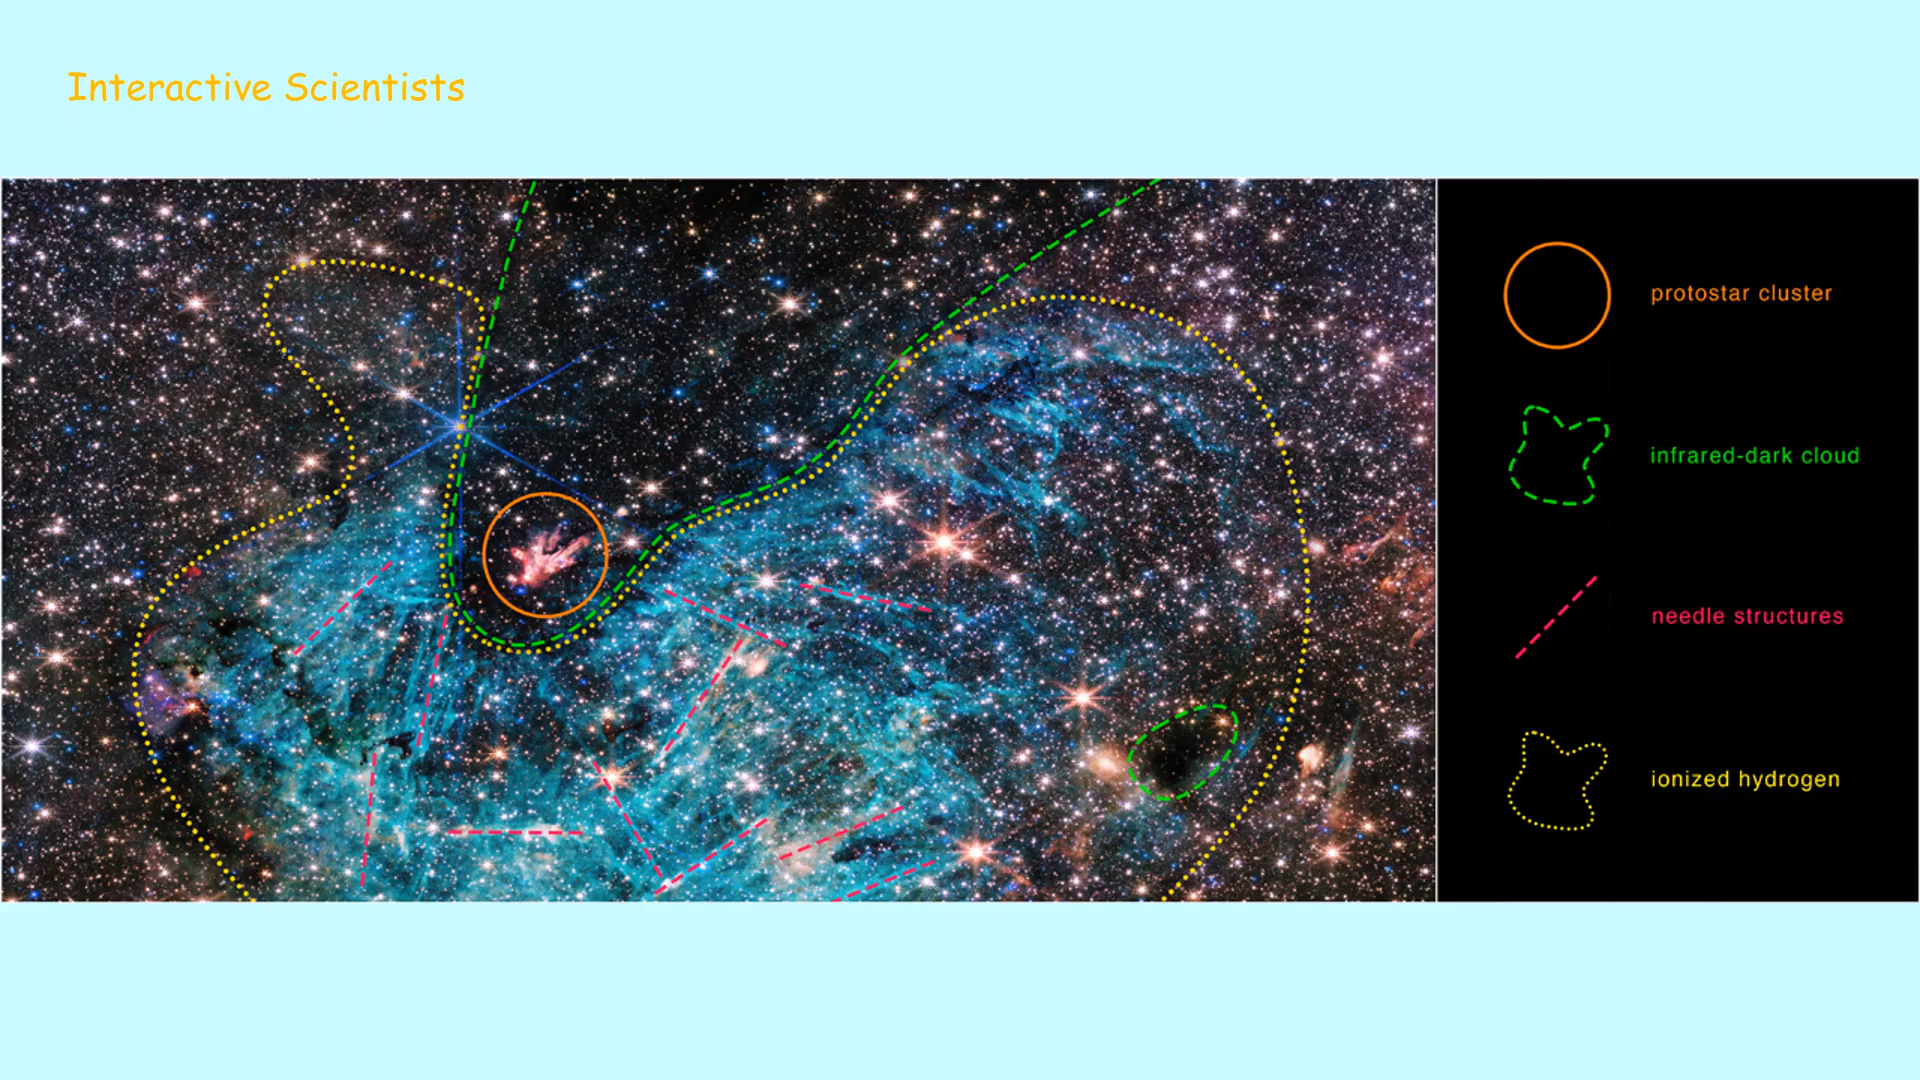 Interactive Scientists
protostar cluster
infrared-dark cloud
needle structures
ionized hydrogen